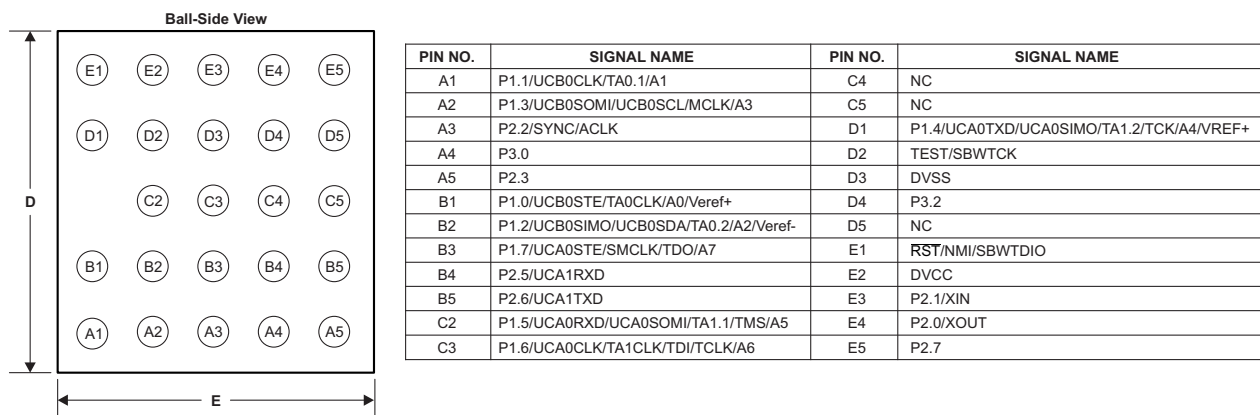 Ball-Side View
E1 E2 E3 E4 E5
D1 D2 D3 D4 D5
D
C2 C3 C4 C5
B1 B2 B3 B4 B5
A1 A2 A3 A4 A5
E
PIN NO. SIGNAL NAME PIN NO. SIGNAL NAME
A1 P1.1/UCB0CLK/TA0.1/A1 C4 NC
A2 P1.3/UCB0SOMI/UCB0SCL/MCLK/A3 C5 NC
A3 P2.2/SYNC/ACLK D1 P1.4/UCA0TXD/UCA0SIMO/TA1.2/TCK/A4/VREF+
A4 P3.0 D2 TEST/SBWTCK
A5 P2.3 D3 DVSS
B1 P1.0/UCB0STE/TA0CLK/A0/Veref+ D4 P3.2
B2 P1.2/UCB0SIMO/UCB0SDA/TA0.2/A2/Veref- D5 NC
B3 P1.7/UCA0STE/SMCLK/TDO/A7 E1 RST/NMI/SBWTDIO
B4 P2.5/UCA1RXD E2 DVCC
B5 P2.6/UCA1TXD E3 P2.1/XIN
C2 P1.5/UCA0RXD/UCA0SOMI/TA1.1/TMS/A5 E4 P2.0/XOUT
C3 P1.6/UCA0CLK/TA1CLK/TDI/TCLK/A6 E5 P2.7